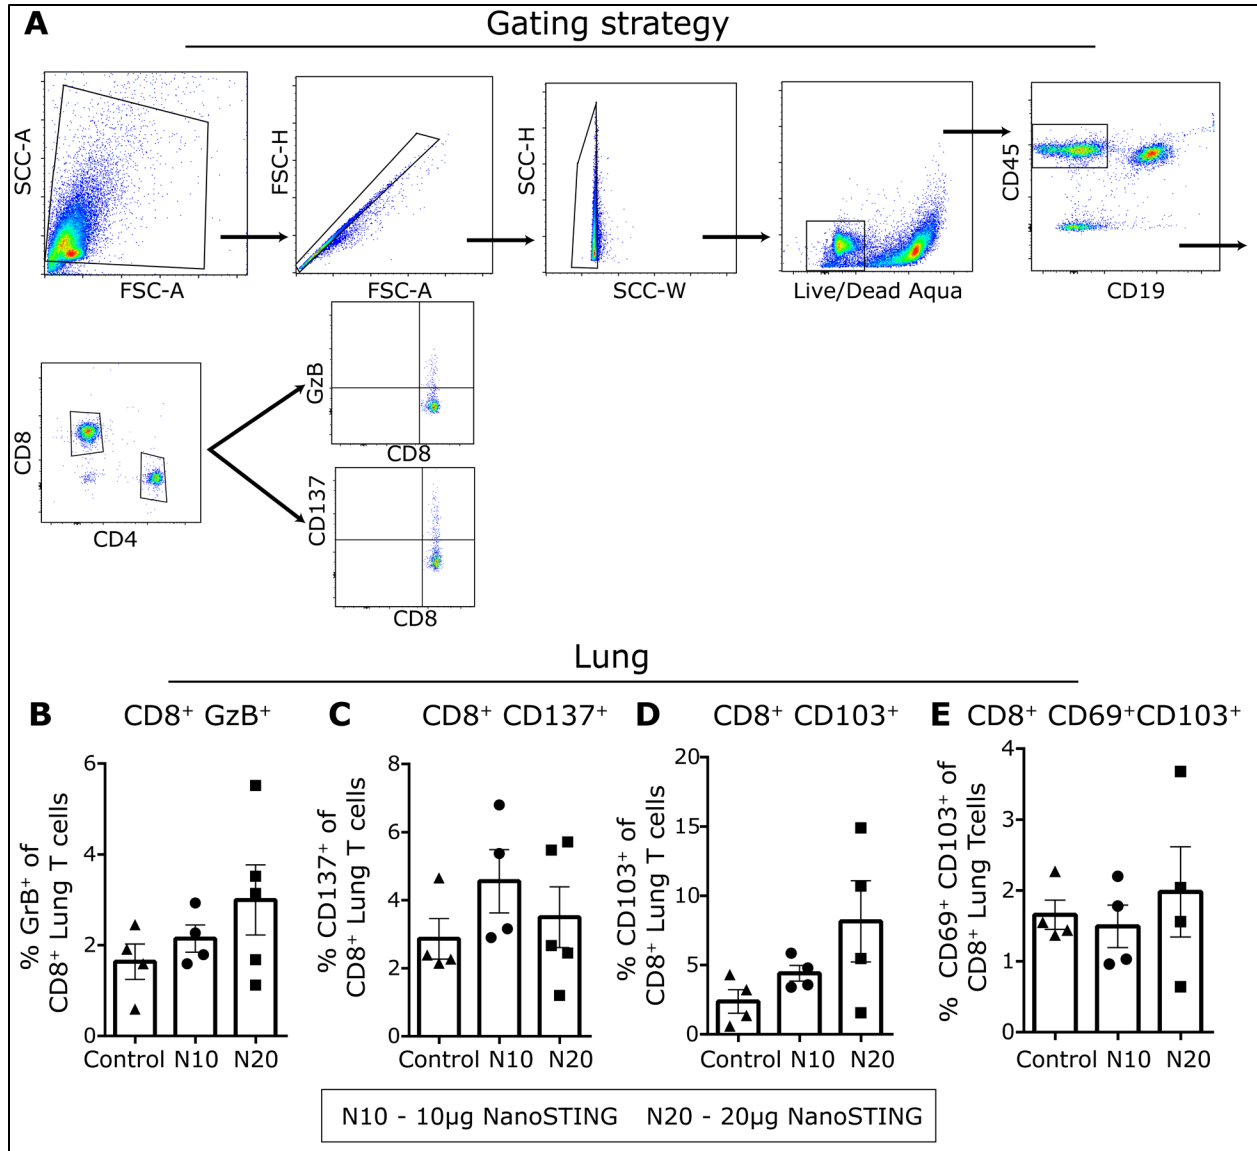 A
Gating strategy
SCC-A
FSC-A
FSC-H
FSC-A
SCC-H
SCC-W
Live/Dead Aqua
CD45
CD19
CD8
CD4
GzB
CD8
CD137
CD8
Lung
B CD8⁺ GzB⁺
% GrB⁺ of
CD8⁺ Lung T cells
6
4
2
0
Control N10 N20
C CD8⁺ CD137⁺
% CD137⁺ of
CD8⁺ Lung T cells
8
6
4
2
0
Control N10 N20
D CD8⁺ CD103⁺
% CD103⁺ of
CD8⁺ Lung T cells
20
15
10
5
0
Control N10 N20
E CD8⁺ CD69⁺CD103⁺
% CD69⁺ CD103⁺ of
CD8⁺ Lung Tcells
4
3
2
1
0
Control N10 N20
N10 - 10µg NanoSTING N20 - 20µg NanoSTING